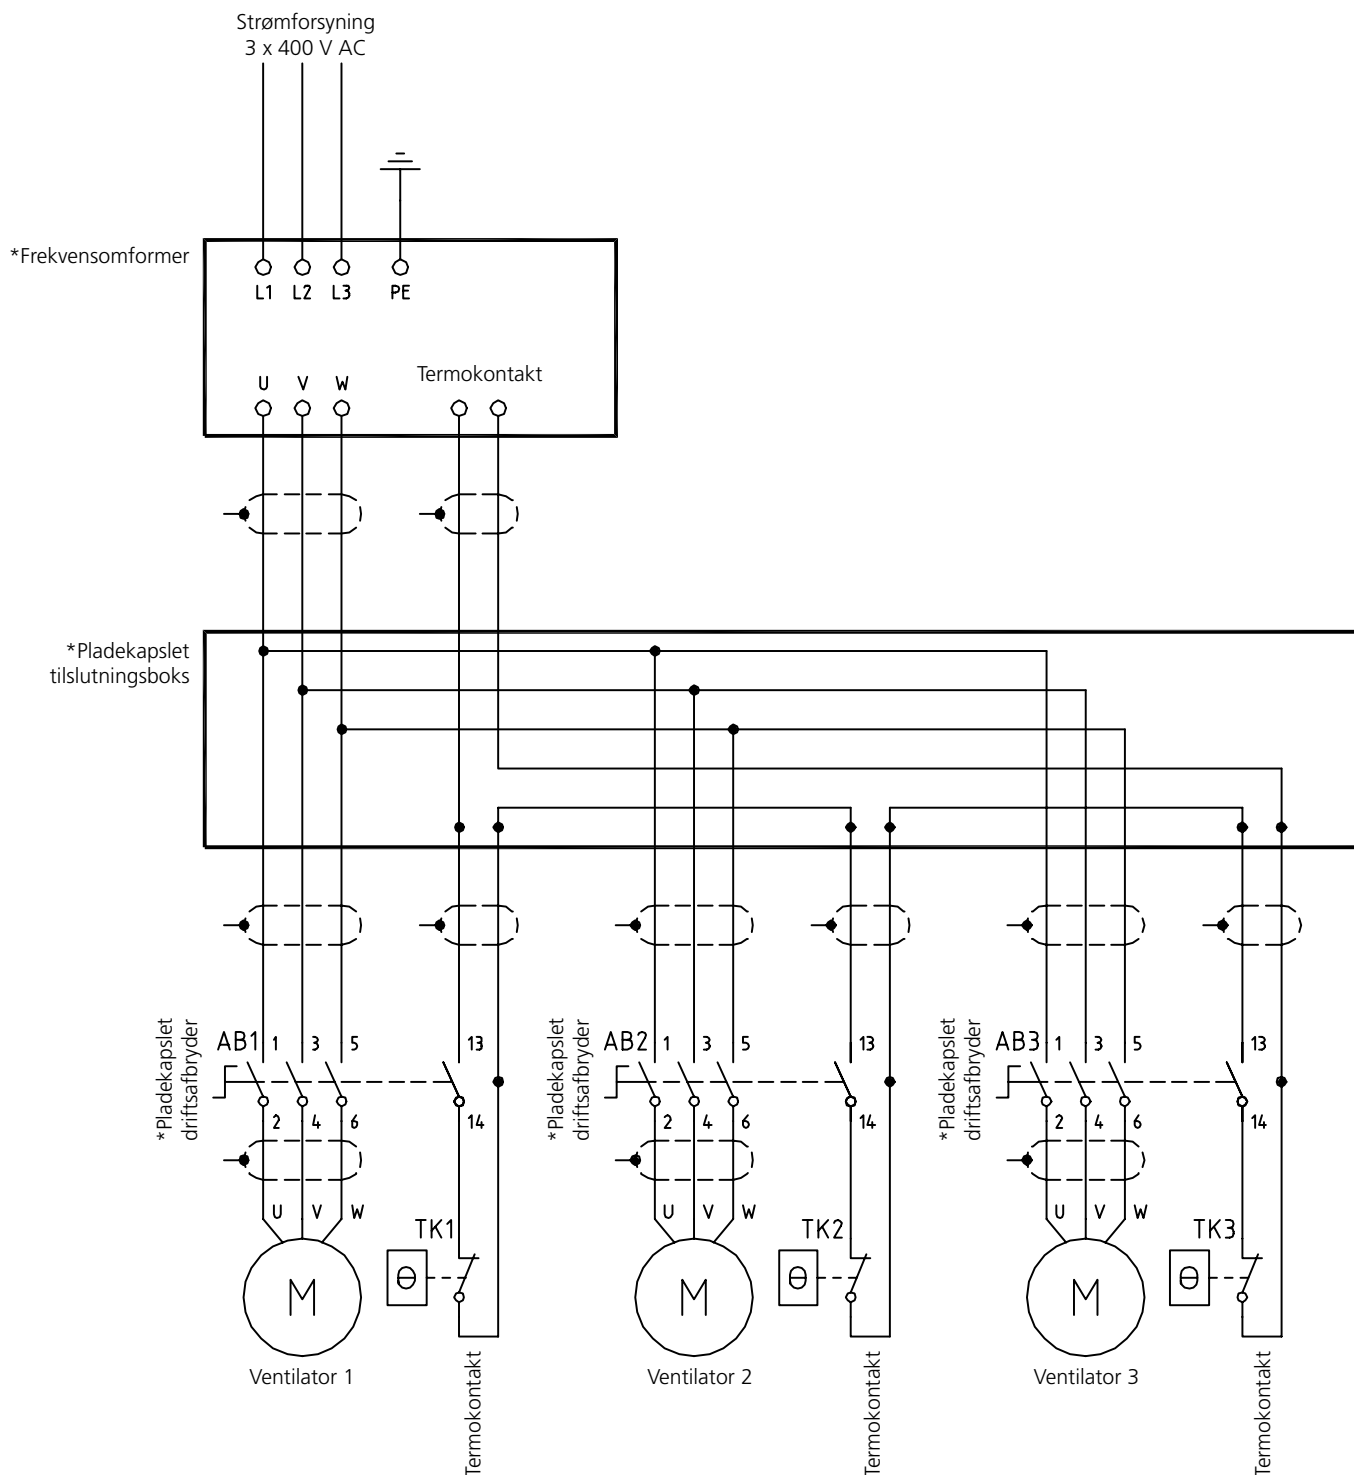 Strømforsyning
3 x 400 V AC
*Frekvensomformer
L1 L2 L3 PE
U V W Termokontakt
*Pladekapslet
tilslutningsboks
*Pladekapslet
driftsafbryder
AB1 1 3 5 13
2 4 6 14
U V W
TK1
Θ
M
Ventilator 1
Termokontakt
*Pladekapslet
driftsafbryder
AB2 1 3 5 13
2 4 6 14
U V W
TK2
Θ
M
Ventilator 2
Termokontakt
*Pladekapslet
driftsafbryder
AB3 1 3 5 13
2 4 6 14
U V W
TK3
Θ
M
Ventilator 3
Termokontakt